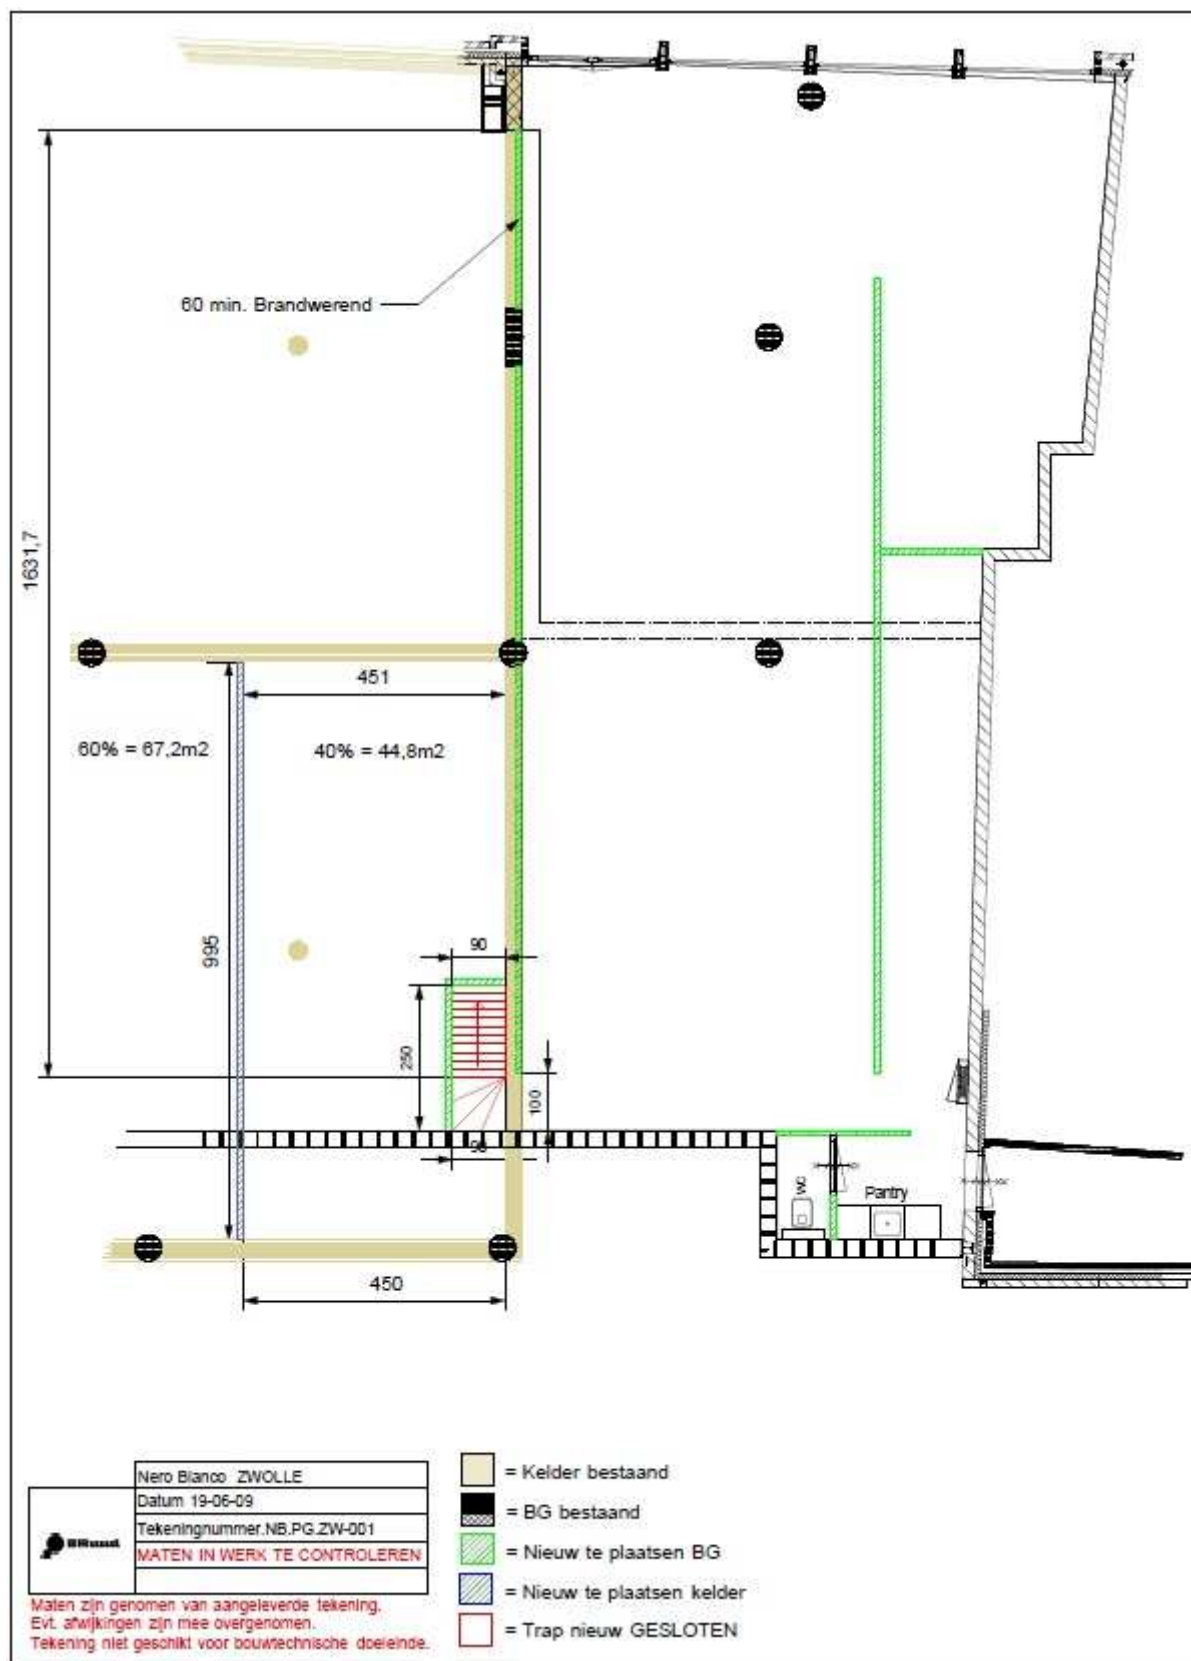 60 min. Brandwerend
1631,7
451
60% = 67,2m2
40% = 44,8m2
995
90
250
100
90
WC
Pantry
450
Nero Bianco ZWOLLE
Datum 19-06-09
Tekeningnummer.NB.PG.ZW-001
MATEN IN WERK TE CONTROLEREN
Maten zijn genomen van aangeleverde tekening.
Evt. afwijkingen zijn mee overgenomen.
Tekening niet geschikt voor bouwtechnische doeleinde.
= Kelder bestaand
= BG bestaand
= Nieuw te plaatsen BG
= Nieuw te plaatsen kelder
= Trap nieuw GESLOTEN